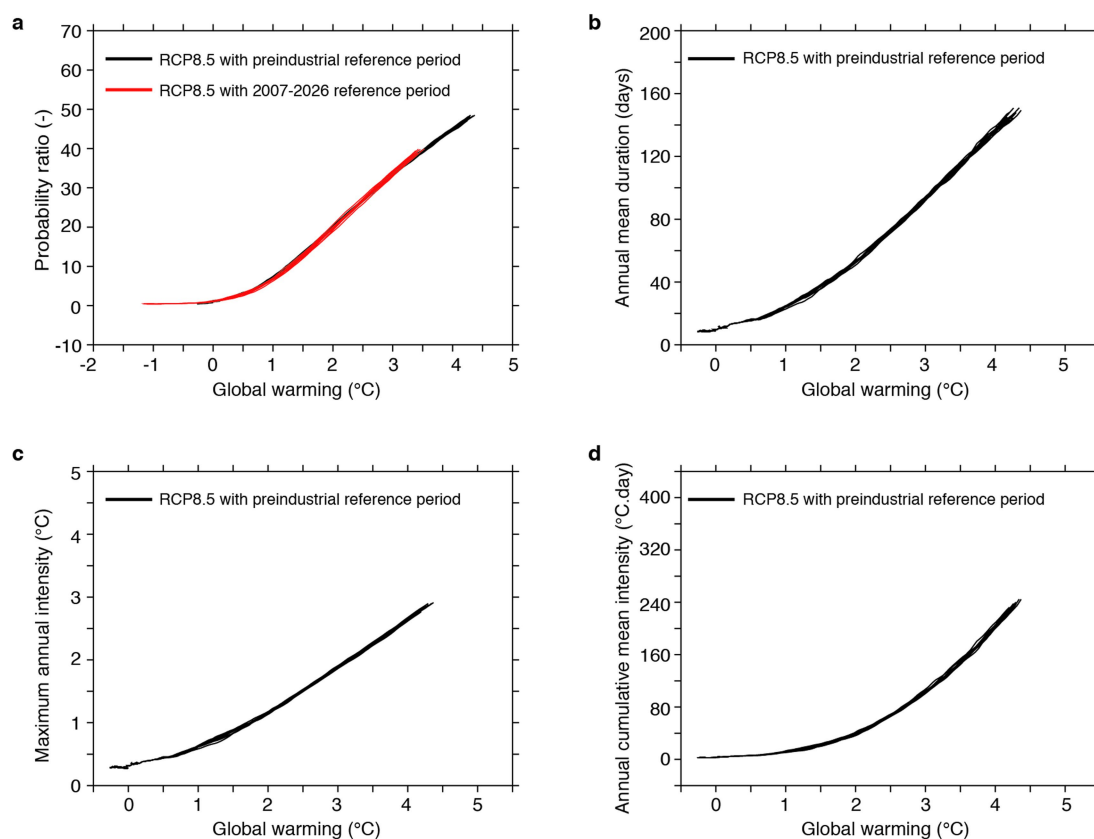 a
RCP8.5 with preindustrial reference period
RCP8.5 with 2007-2026 reference period
Probability ratio (-)
70
60
50
40
30
20
10
0
-10
-2 -1 0 1 2 3 4 5
Global warming (°C)
b
RCP8.5 with preindustrial reference period
Annual mean duration (days)
200
160
120
80
40
0
0 1 2 3 4 5
Global warming (°C)
c
RCP8.5 with preindustrial reference period
Maximum annual intensity (°C)
5
4
3
2
1
0
0 1 2 3 4 5
Global warming (°C)
d
RCP8.5 with preindustrial reference period
Annual cumulative mean intensity (°C.day)
400
320
240
160
80
0
0 1 2 3 4 5
Global warming (°C)